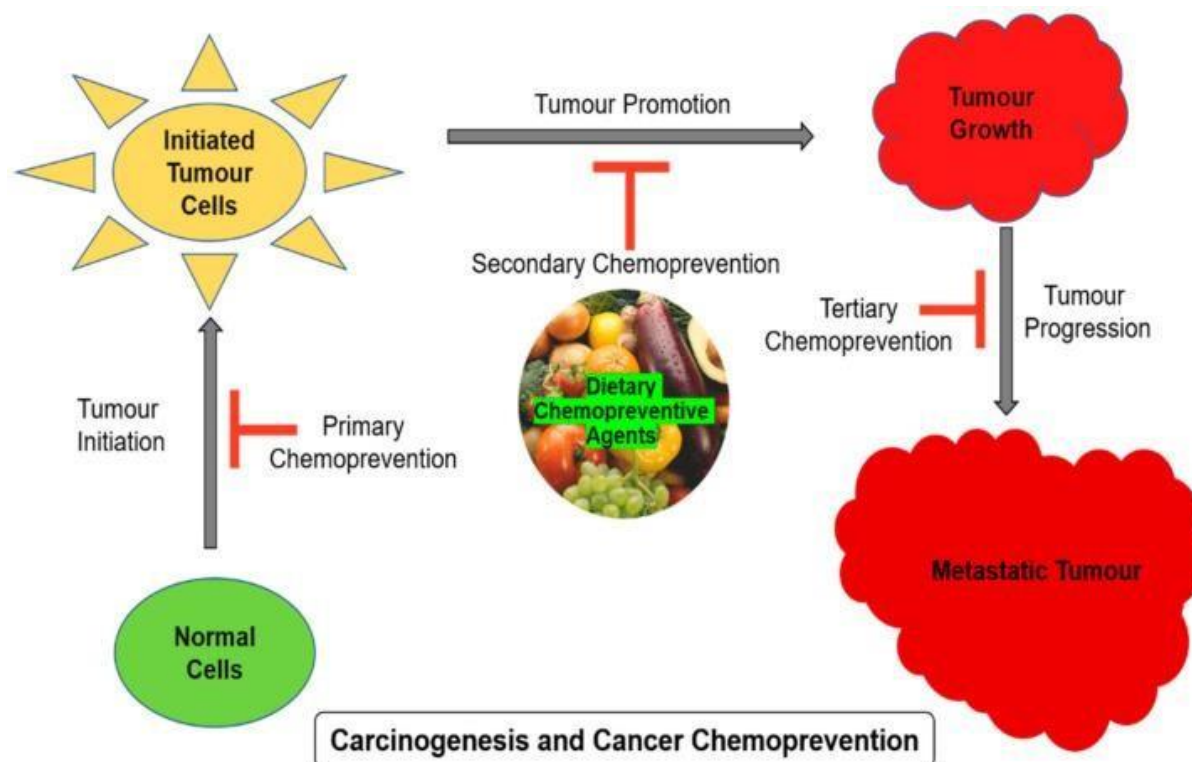 Initiated
Tumour
Cells
Tumour Promotion
Tumour
Growth
Secondary Chemoprevention
Tertiary
Chemoprevention
Tumour
Progression
Dietary
Chemopreventive
Agents
Tumour
Initiation
Primary
Chemoprevention
Metastatic Tumour
Normal
Cells
Carcinogenesis and Cancer Chemoprevention